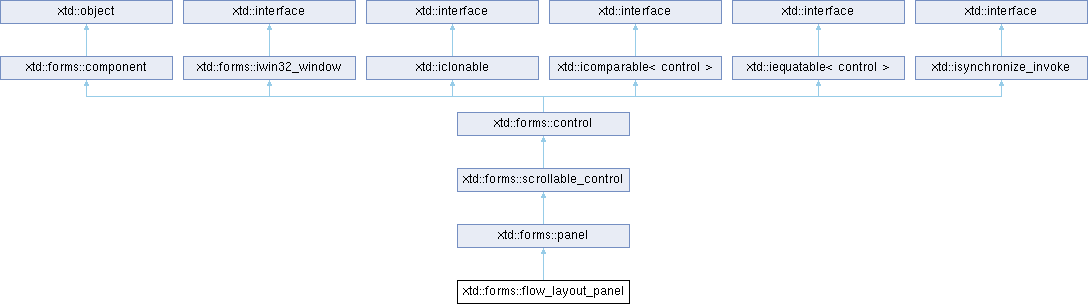 xtd::object
xtd::interface
xtd::interface
xtd::interface
xtd::interface
xtd::interface
xtd::forms::component
xtd::forms::iwin32_window
xtd::iclonable
xtd::icomparable< control >
xtd::iequatable< control >
xtd::isynchronize_invoke
xtd::forms::control
xtd::forms::scrollable_control
xtd::forms::panel
xtd::forms::flow_layout_panel